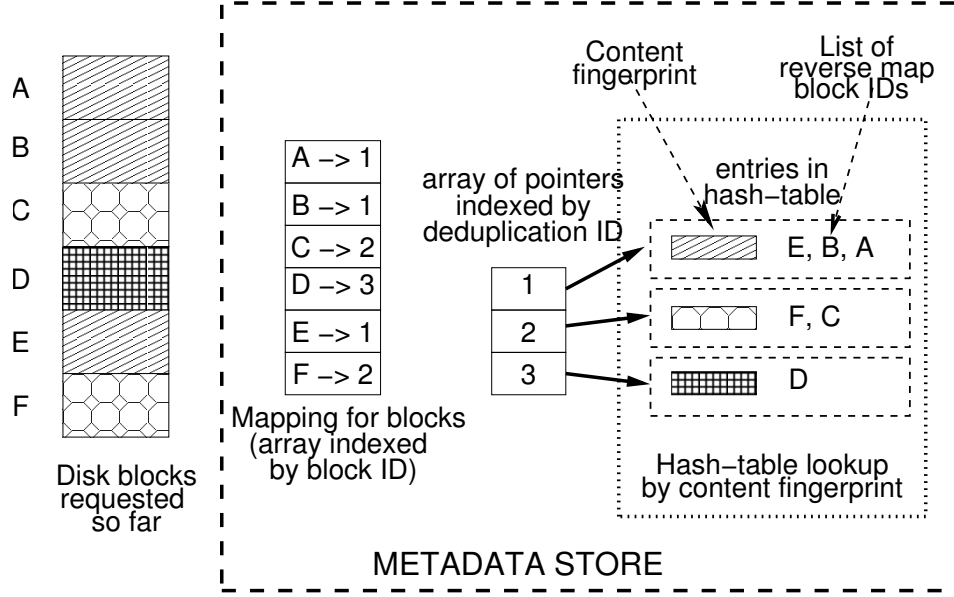 A
B
C
D
E
F
Disk blocks
requested
so far
A −> 1
B −> 1
C −> 2
D −> 3
E −> 1
F −> 2
Mapping for blocks
(array indexed
by block ID)
array of pointers
indexed by
deduplication ID
1
2
3
Content
fingerprint
List of
reverse map
block IDs
entries in
hash−table
E, B, A
F, C
D
Hash−table lookup
by content fingerprint
METADATA STORE